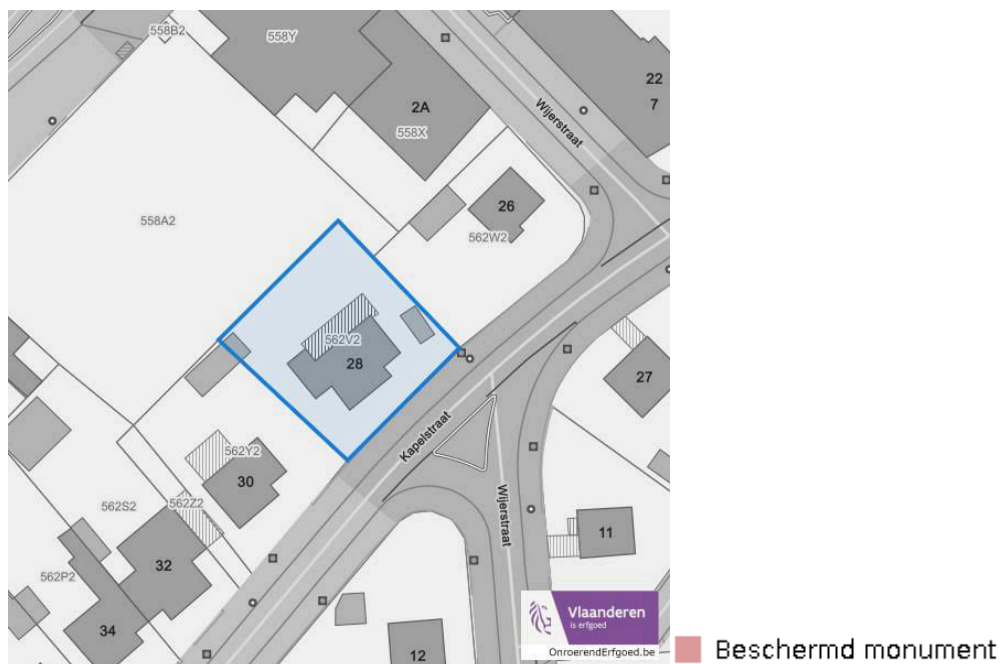 558B2
558Y
22
7
2A
558X
Wijerstraat
26
562W2
558A2
562V2
28
27
Kapelstraat
562Y2
30
Wijerstraat
562S2
562Z2
11
32
562P2
34
12
Vlaanderen
is erfgoed
OnroerendErfgoed.be
Beschermd monument